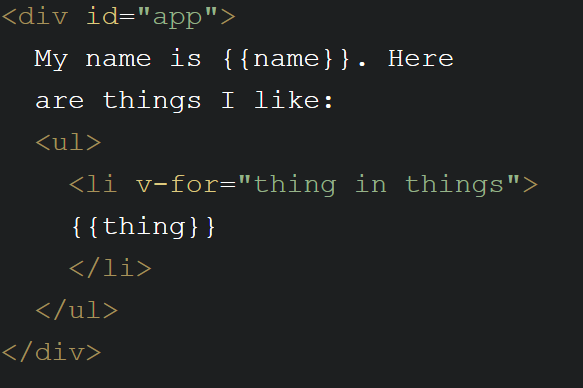 <div id="app">
  My name is {{name}}. Here
  are things I like:
  <ul>
    <li v-for="thing in things">
    {{thing}}
    </li>
  </ul>
</div>